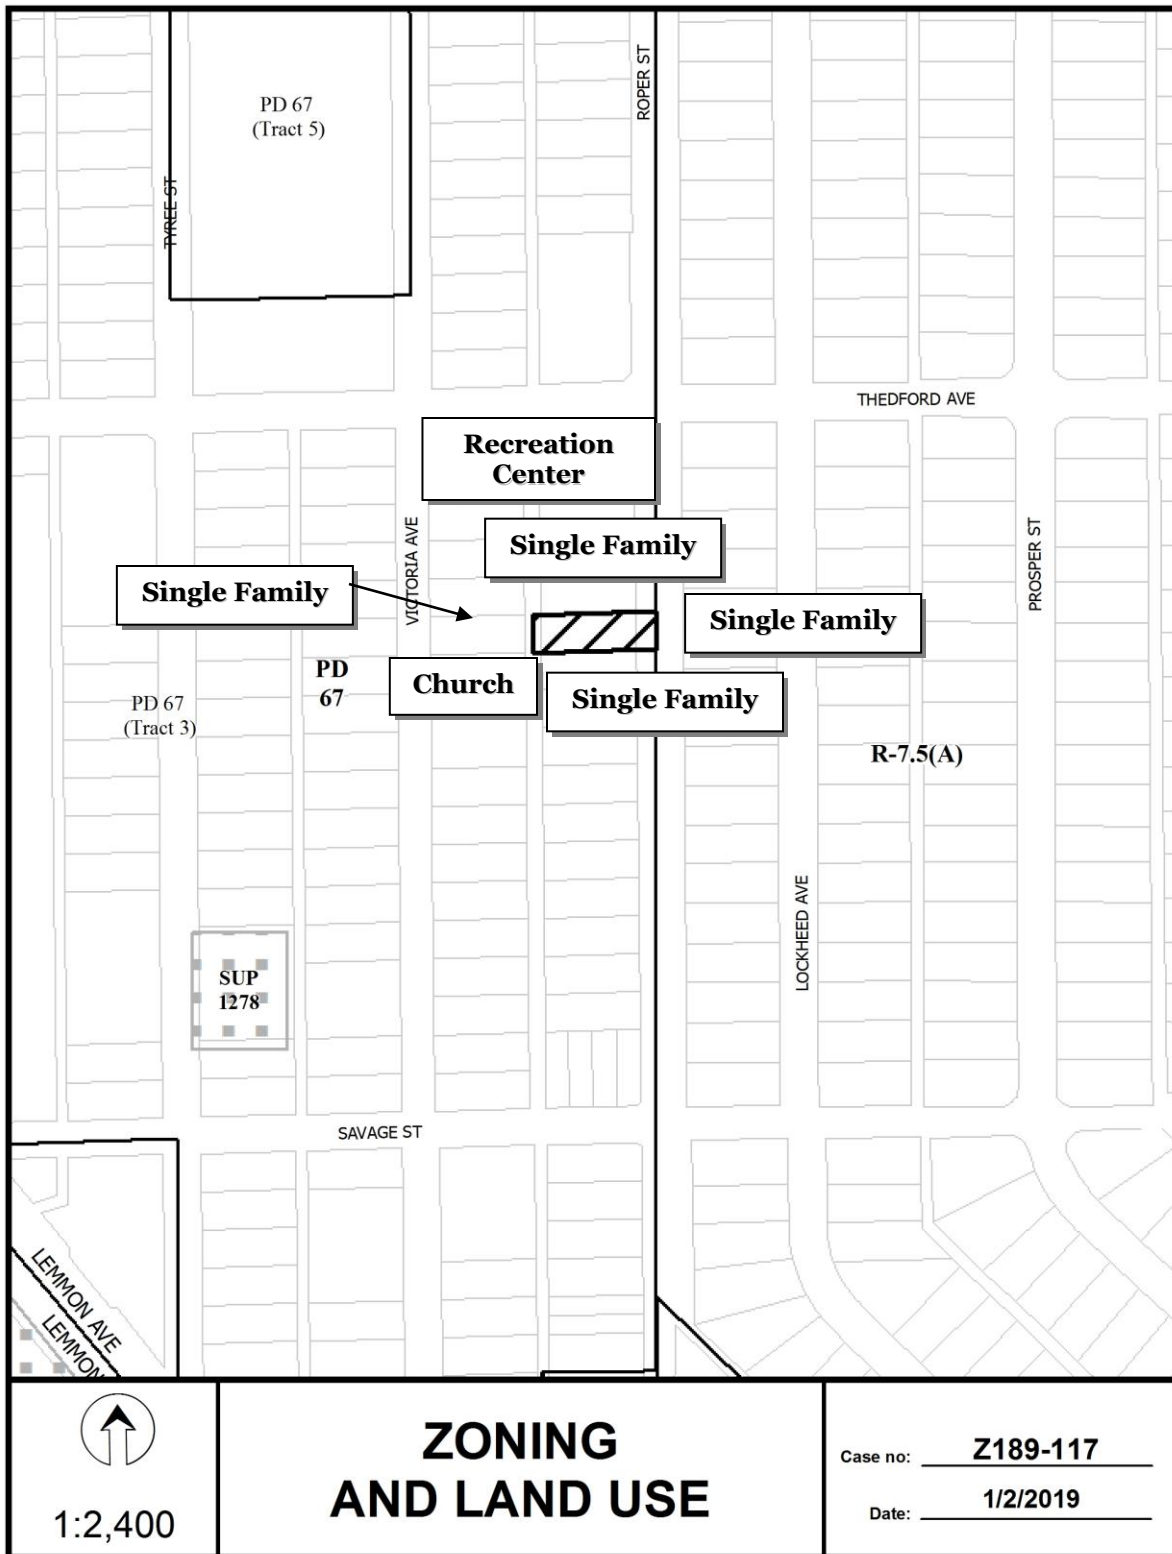 ROPER ST
PD 67
(Tract 5)
TYREE ST
THEDFORD AVE
Recreation
Center
VICTORIA AVE
Single Family
PROSPER ST
Single Family
Single Family
PD
67
Church
Single Family
PD 67
(Tract 3)
R-7.5(A)
LOCKHEED AVE
SUP
1278
SAVAGE ST
LEMMON AVE
LEMMON
ZONING
AND LAND USE
1:2,400
Case no: Z189-117
Date: 1/2/2019